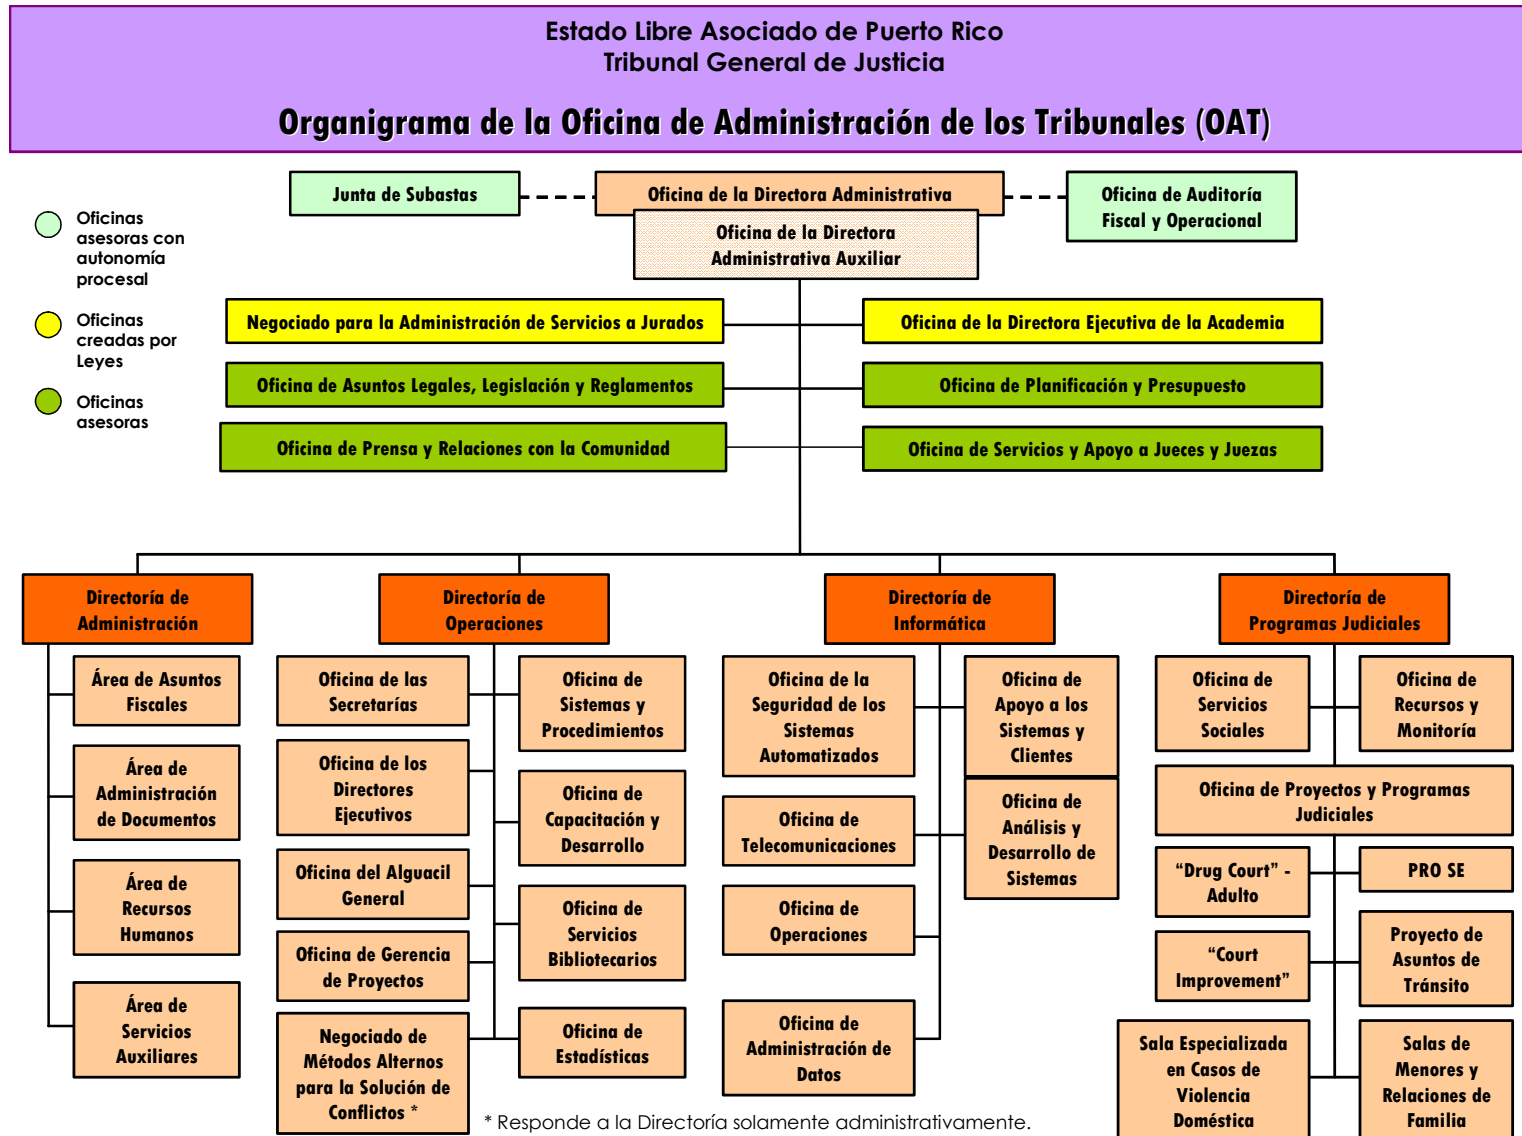 Estado Libre Asociado de Puerto Rico
Tribunal General de Justicia
Organigrama de la Oficina de Administración de los Tribunales (OAT)
Junta de Subastas
Oficina de la Directora Administrativa
Oficina de Auditoría
Fiscal y Operacional
Oficina de la Directora
Administrativa Auxiliar
Oficinas
asesoras con
autonomía
procesal
Oficinas
creadas por
Leyes
Oficinas
asesoras
Negociado para la Administración de Servicios a Jurados
Oficina de la Directora Ejecutiva de la Academia
Oficina de Asuntos Legales, Legislación y Reglamentos
Oficina de Planificación y Presupuesto
Oficina de Prensa y Relaciones con la Comunidad
Oficina de Servicios y Apoyo a Jueces y Juezas
Directoría de
Administración
Área de Asuntos
Fiscales
Área de
Administración
de Documentos
Área de
Recursos
Humanos
Área de
Servicios
Auxiliares
Directoría de
Operaciones
Oficina de las
Secretarías
Oficina de
Sistemas y
Procedimientos
Oficina de los
Directores
Ejecutivos
Oficina de
Capacitación y
Desarrollo
Oficina del Alguacil
General
Oficina de
Servicios
Bibliotecarios
Oficina de Gerencia
de Proyectos
Negociado de
Métodos Alternos
para la Solución de
Conflictos *
Oficina de
Estadísticas
Directoría de
Informática
Oficina de la
Seguridad de los
Sistemas
Automatizados
Oficina de
Apoyo a los
Sistemas y
Clientes
Oficina de
Telecomunicaciones
Oficina de
Análisis y
Desarrollo de
Sistemas
Oficina de
Operaciones
Oficina de
Administración de
Datos
Directoría de
Programas Judiciales
Oficina de
Servicios
Sociales
Oficina de
Recursos y
Monitoría
Oficina de Proyectos y Programas
Judiciales
“Drug Court” -
Adulto
PRO SE
“Court
Improvement”
Proyecto de
Asuntos de
Tránsito
Sala Especializada
en Casos de
Violencia
Doméstica
Salas de
Menores y
Relaciones de
Familia
* Responde a la Directoría solamente administrativamente.